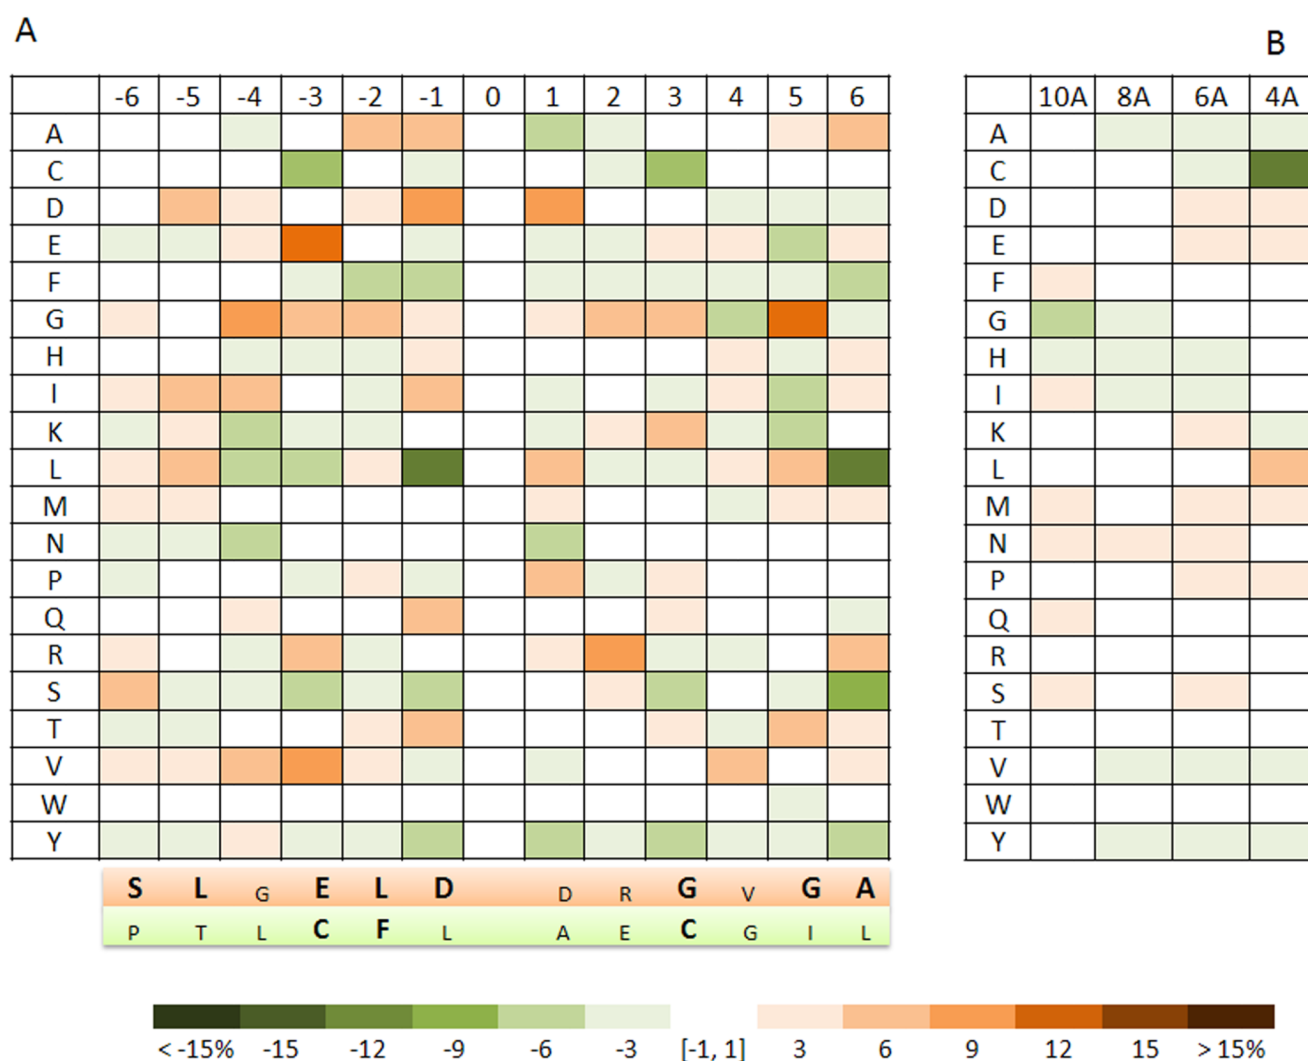 A
B
-6 -5 -4 -3 -2 -1 0 1 2 3 4 5 6 10A 8A 6A 4A
A A
C C
D D
E E
F F
G G
H H
I I
K K
L L
M M
N N
P P
Q Q
R R
S S
T T
V V
W W
Y Y
S L G E L D D R G V G A
P T L C F L A E C G I L
< -15% -15 -12 -9 -6 -3 [-1, 1] 3 6 9 12 15 > 15%